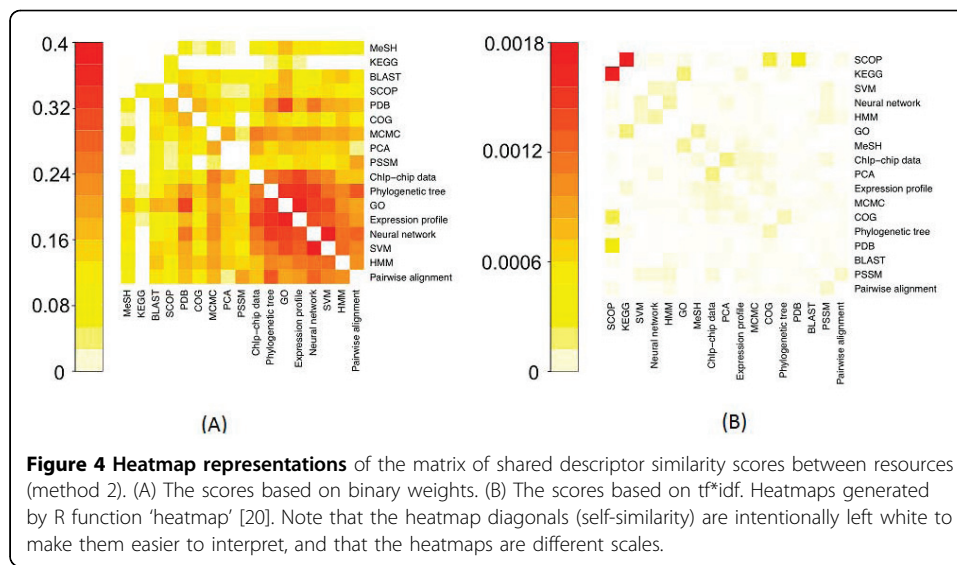 0.4
0.32
0.24
0.16
0.08
0
MeSH
KEGG
BLAST
SCOP
PDB
COG
MCMC
PCA
PSSM
ChIp-chip data
Phylogenetic tree
GO
Expression profile
Neural network
SVM
HMM
Pairwise alignment
MeSH
KEGG
BLAST
SCOP
PDB
COG
MCMC
PCA
PSSM
ChIp-chip data
Phylogenetic tree
GO
Expression profile
Neural network
SVM
HMM
Pairwise alignment
(A)
0.0018
0.0012
0.0006
0
SCOP
KEGG
SVM
Neural network
HMM
GO
MeSH
ChIp-chip data
PCA
Expression profile
MCMC
COG
Phylogenetic tree
PDB
BLAST
PSSM
Pairwise alignment
SCOP
KEGG
SVM
Neural network
HMM
GO
MeSH
ChIp-chip data
PCA
Expression profile
MCMC
COG
Phylogenetic tree
PDB
BLAST
PSSM
Pairwise alignment
(B)
Figure 4 Heatmap representations of the matrix of shared descriptor similarity scores between resources
(method 2). (A) The scores based on binary weights. (B) The scores based on tf*idf. Heatmaps generated
by R function 'heatmap' [20]. Note that the heatmap diagonals (self-similarity) are intentionally left white to
make them easier to interpret, and that the heatmaps are different scales.